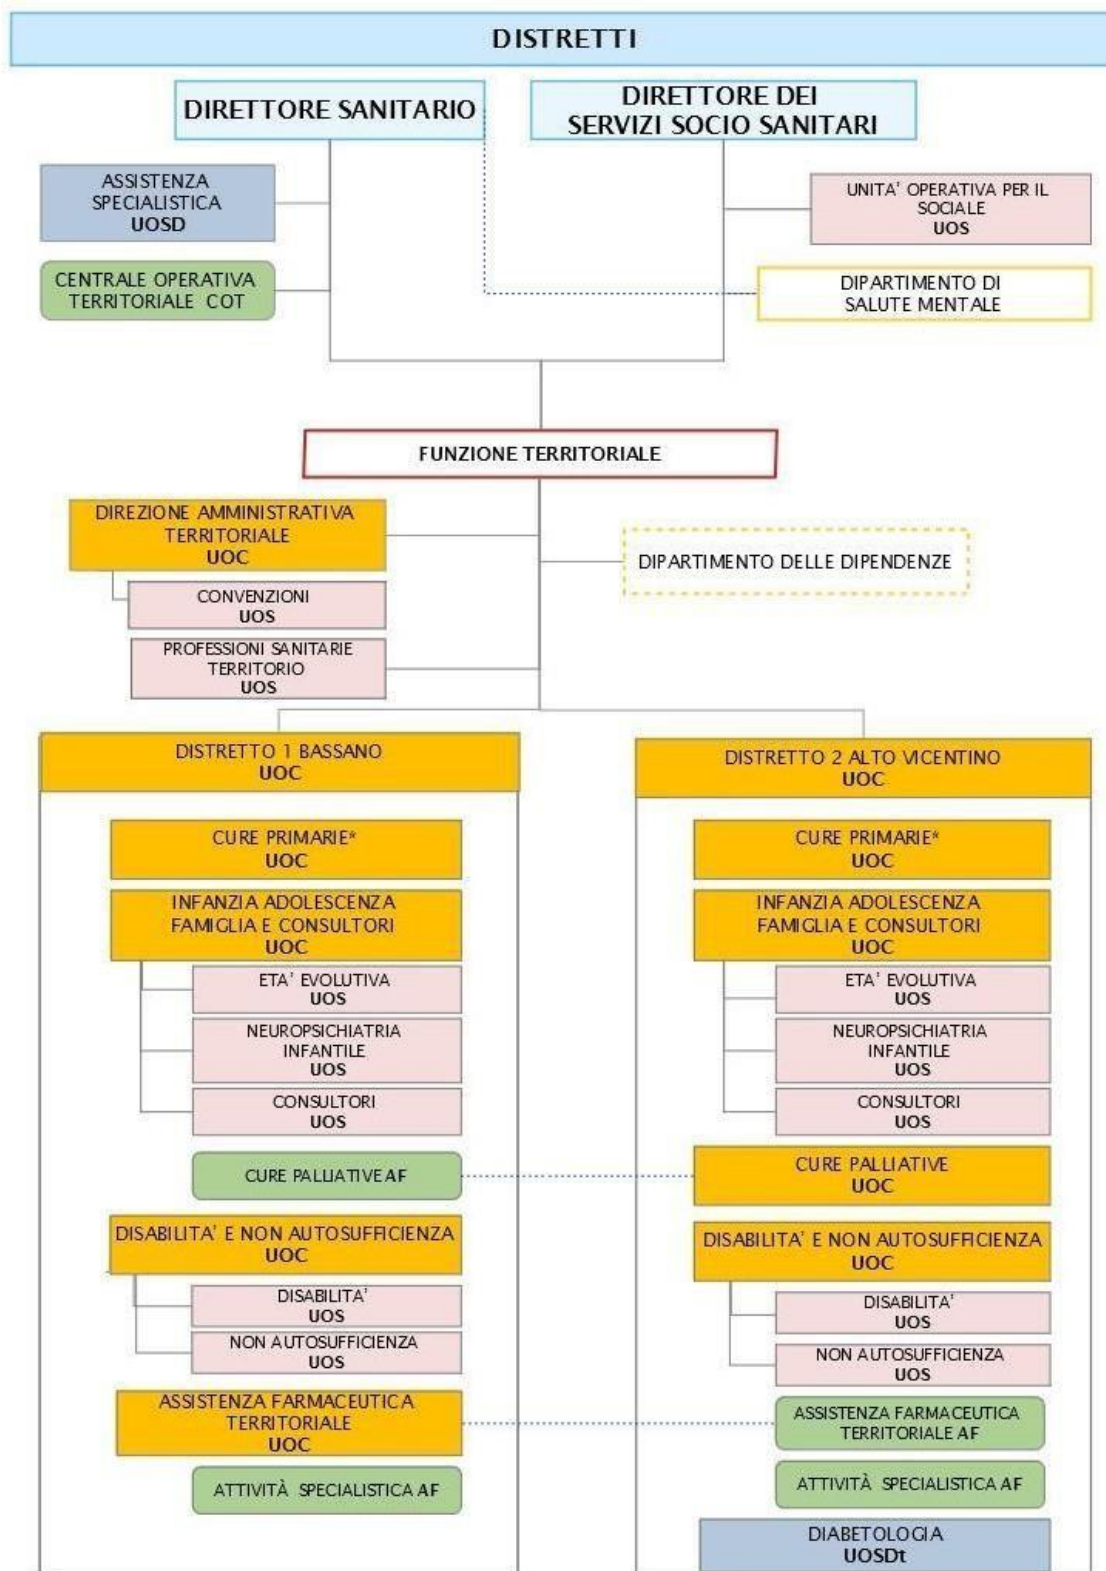 DISTRETTI
DIRETTORE SANITARIO
DIRETTORE DEI
SERVIZI SOCIO SANITARI
ASSISTENZA
SPECIALISTICA
UOSD
UNITA' OPERATIVA PER IL
SOCIALE
UOS
CENTRALE OPERATIVA
TERRITORIALE COT
DIPARTIMENTO DI
SALUTE MENTALE
FUNZIONE TERRITORIALE
DIREZIONE AMMINISTRATIVA
TERRITORIALE
UOC
DIPARTIMENTO DELLE DIPENDENZE
CONVENZIONI
UOS
PROFESSIONI SANITARIE
TERRITORIO
UOS
DISTRETTO 1 BASSANO
UOC
CURE PRIMARIE*
UOC
INFANZIA ADOLESCENZA
FAMIGLIA E CONSULTORI
UOC
ETA' EVOLUTIVA
UOS
NEUROPSICHIATRIA
INFANTILE
UOS
CONSULTORI
UOS
CURE PALLIATIVE AF
DISABILITA' E NON AUTOSUFFICIENZA
UOC
DISABILITA'
UOS
NON AUTOSUFFICIENZA
UOS
ASSISTENZA FARMACEUTICA
TERRITORIALE
UOC
ATTIVITÀ SPECIALISTICA AF
DISTRETTO 2 ALTO VICENTINO
UOC
CURE PRIMARIE*
UOC
INFANZIA ADOLESCENZA
FAMIGLIA E CONSULTORI
UOC
ETA' EVOLUTIVA
UOS
NEUROPSICHIATRIA
INFANTILE
UOS
CONSULTORI
UOS
CURE PALLIATIVE
UOC
DISABILITA' E NON AUTOSUFFICIENZA
UOC
DISABILITA'
UOS
NON AUTOSUFFICIENZA
UOS
ASSISTENZA FARMACEUTICA
TERRITORIALE AF
ATTIVITÀ SPECIALISTICA AF
DIABETOLOGIA
UOSDt